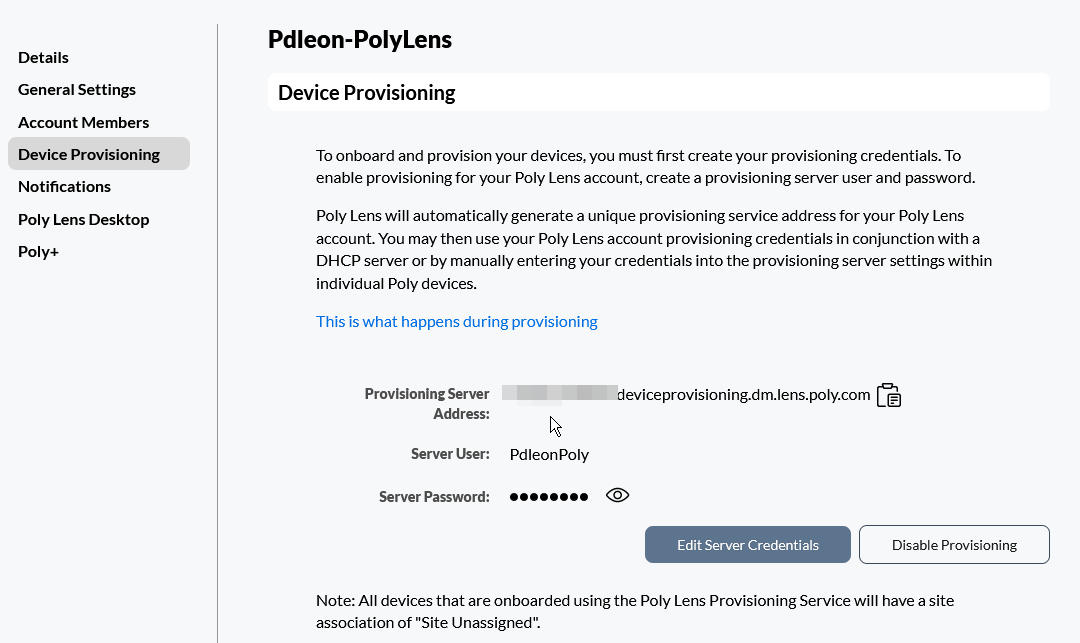 Pdleon-PolyLens
Details
General Settings
Account Members
Device Provisioning
Notifications
Poly Lens Desktop
Poly+
Device Provisioning
To onboard and provision your devices, you must first create your provisioning credentials. To
enable provisioning for your Poly Lens account, create a provisioning server user and password.
Poly Lens will automatically generate a unique provisioning service address for your Poly Lens
account. You may then use your Poly Lens account provisioning credentials in conjunction with a
DHCP server or by manually entering your credentials into the provisioning server settings within
individual Poly devices.
This is what happens during provisioning
Provisioning Server
Address:
deviceprovisioning.dm.lens.poly.com
Server User: PdleonPoly
Server Password: ●●●●●●●●
Edit Server Credentials
Disable Provisioning
Note: All devices that are onboarded using the Poly Lens Provisioning Service will have a site
association of "Site Unassigned".